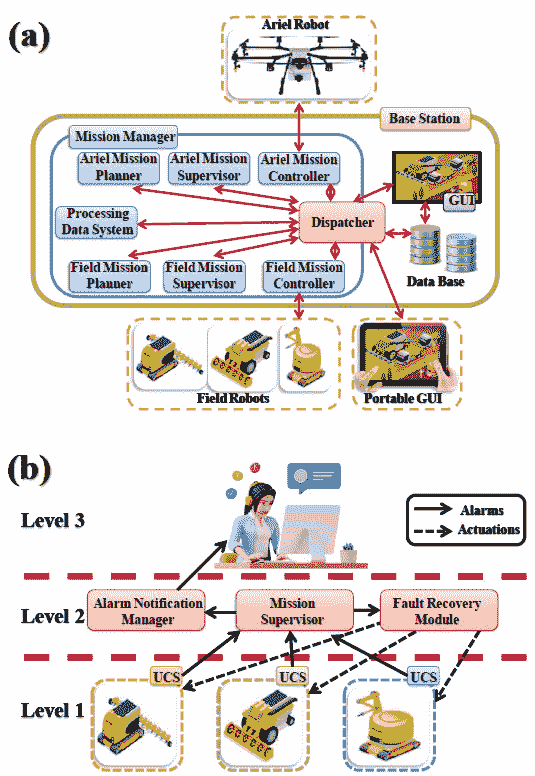 (a)
Ariel Robot
Base Station
Mission Manager
Ariel Mission
Planner
Ariel Mission
Supervisor
Ariel Mission
Controller
GUI
Processing
Data System
Dispatcher
Data Base
Field Mission
Planner
Field Mission
Supervisor
Field Mission
Controller
Field Robots
Portable GUI
(b)
Level 3
Alarms
Actuations
Level 2
Alarm Notification
Manager
Mission
Supervisor
Fault Recovery
Module
UCS
UCS
UCS
Level 1